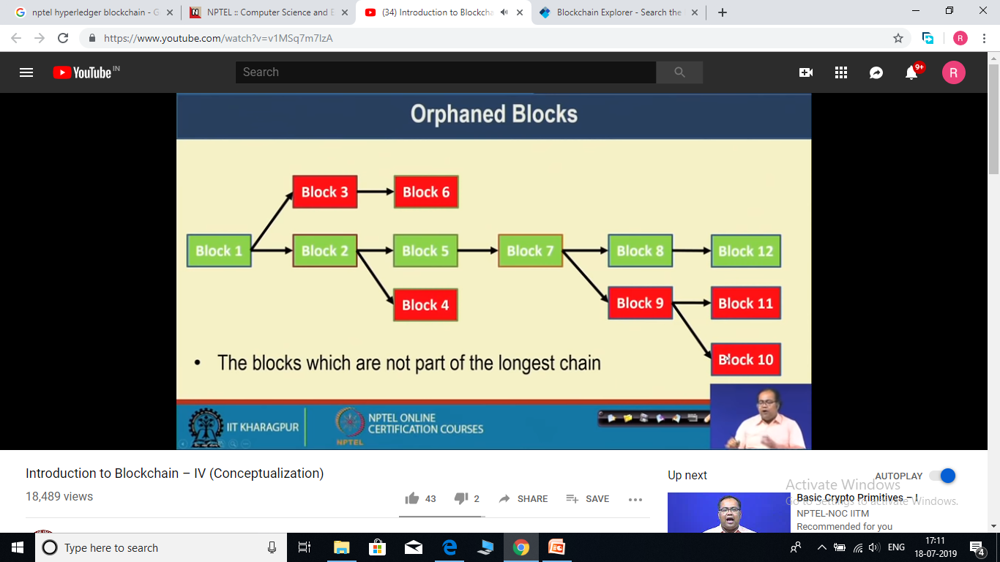 nptel hyperledger blockchain - G
NPTEL :: Computer Science and E
(34) Introduction to Blockcha
Blockchain Explorer - Search the
https://www.youtube.com/watch?v=v1MSq7m7lzA
R
YouTube IN
Search
9+
R
Orphaned Blocks
Block 3
Block 6
Block 1
Block 2
Block 5
Block 7
Block 8
Block 12
Block 4
Block 9
Block 11
Block 10
• The blocks which are not part of the longest chain
IIT KHARAGPUR
NPTEL
NPTEL ONLINE
CERTIFICATION COURSES
Introduction to Blockchain – IV (Conceptualization)
18,489 views
43
2
SHARE
SAVE
Up next
AUTOPLAY
Activate Windows
Go to Settings to activate Windows.
Basic Crypto Primitives – I
NPTEL-NOC IITM
Recommended for you
Type here to search
ENG
17:11
18-07-2019
4